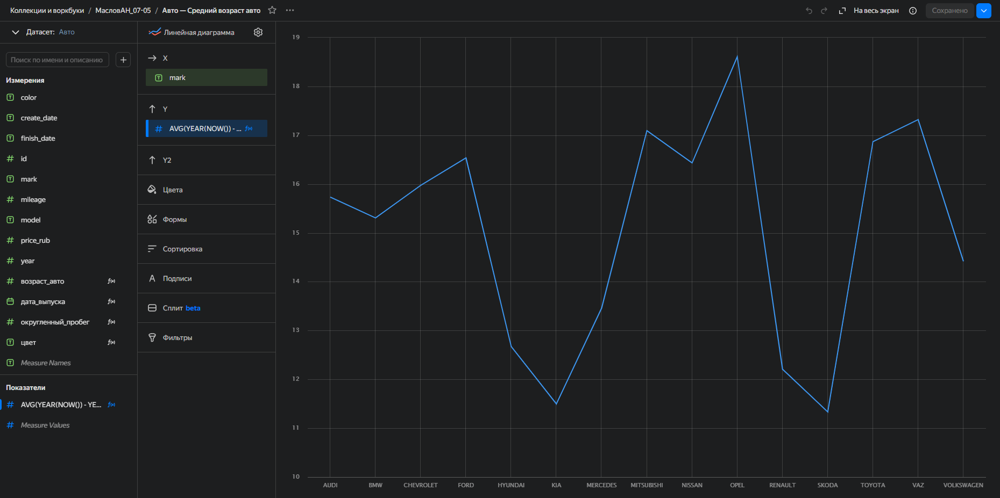 Коллекции и воркбуки / МасловАН_07-05 / Авто — Средний возраст авто
На весь экран
Сохранено
Датасет: Авто
Поиск по имени и описанию
Измерения
color
create_date
finish_date
id
mark
mileage
model
price_rub
year
возраст_авто
дата_выпуска
округленный_пробег
цвет
Measure Names
Показатели
AVG(YEAR(NOW()) - YE...
Measure Values
Линейная диаграмма
X
mark
Y
AVG(YEAR(NOW()) - ...
Y2
Цвета
Формы
Сортировка
Подписи
Сплит beta
Фильтры
19
18
17
16
15
14
13
12
11
10
AUDI BMW CHEVROLET FORD HYUNDAI KIA MERCEDES MITSUBISHI NISSAN OPEL RENAULT SKODA TOYOTA VAZ VOLKSWAGEN